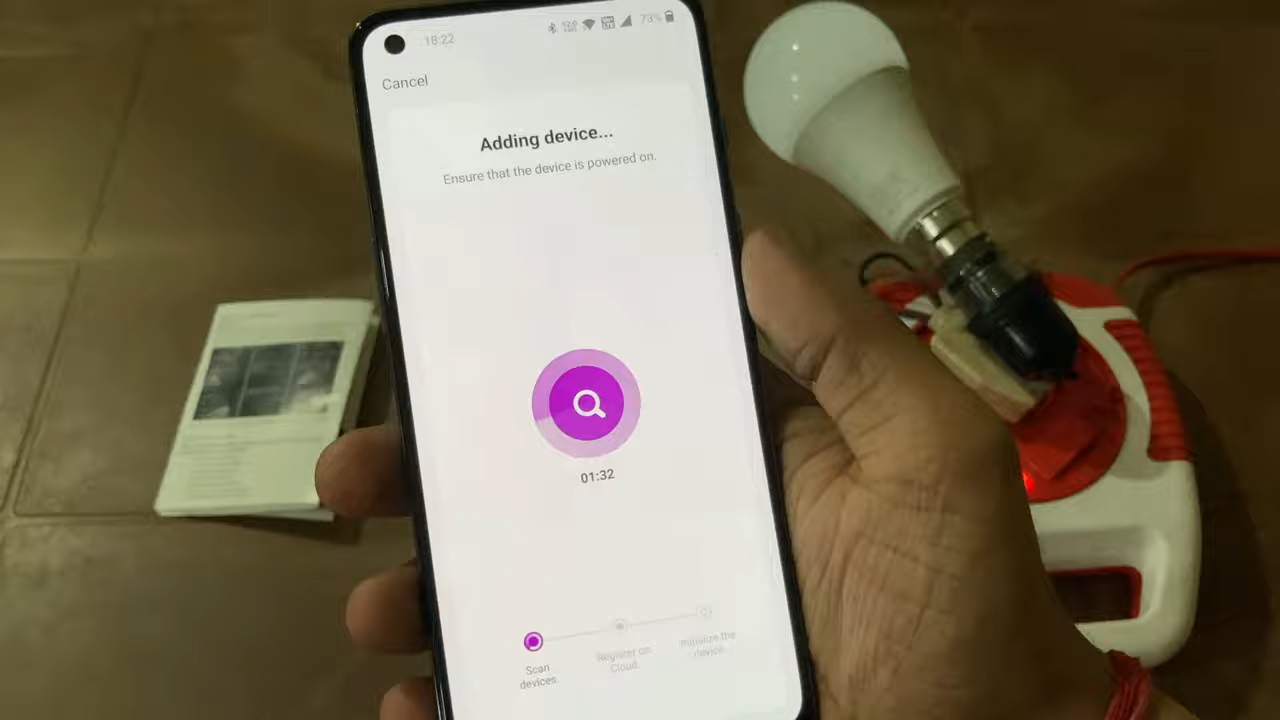 18:22
73%
Cancel
Adding device...
Ensure that the device is powered on.
01:32
Scan
devices.
Register on
Cloud.
Initialize the
device.